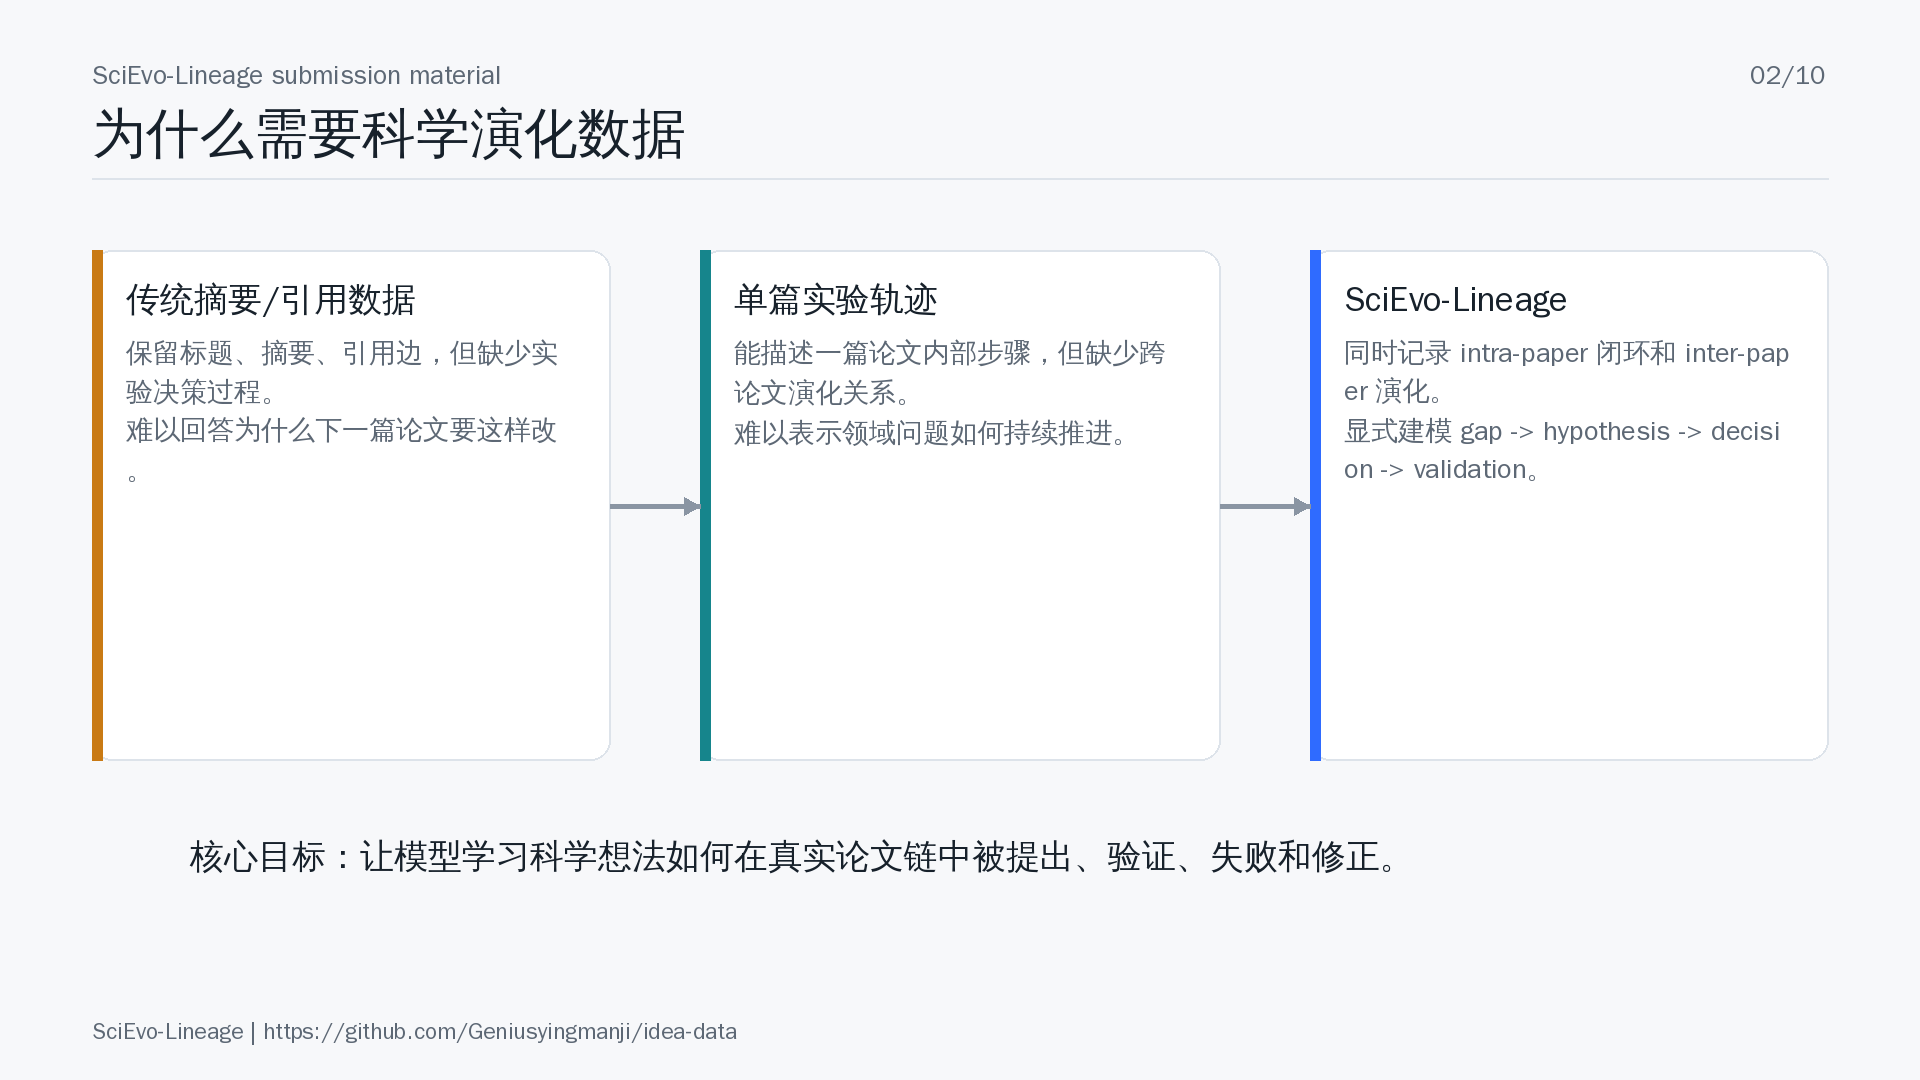 SciEvo-Lineage submission material
02/10
为什么需要科学演化数据
传统摘要/引用数据
保留标题、摘要、引用边，但缺少实
验决策过程。
难以回答为什么下一篇论文要这样改
。
单篇实验轨迹
能描述一篇论文内部步骤，但缺少跨
论文演化关系。
难以表示领域问题如何持续推进。
SciEvo-Lineage
同时记录 intra-paper 闭环和 inter-pap
er 演化。
显式建模 gap -> hypothesis -> decisi
on -> validation。
核心目标：让模型学习科学想法如何在真实论文链中被提出、验证、失败和修正。
SciEvo-Lineage | https://github.com/Geniusyingmanji/idea-data